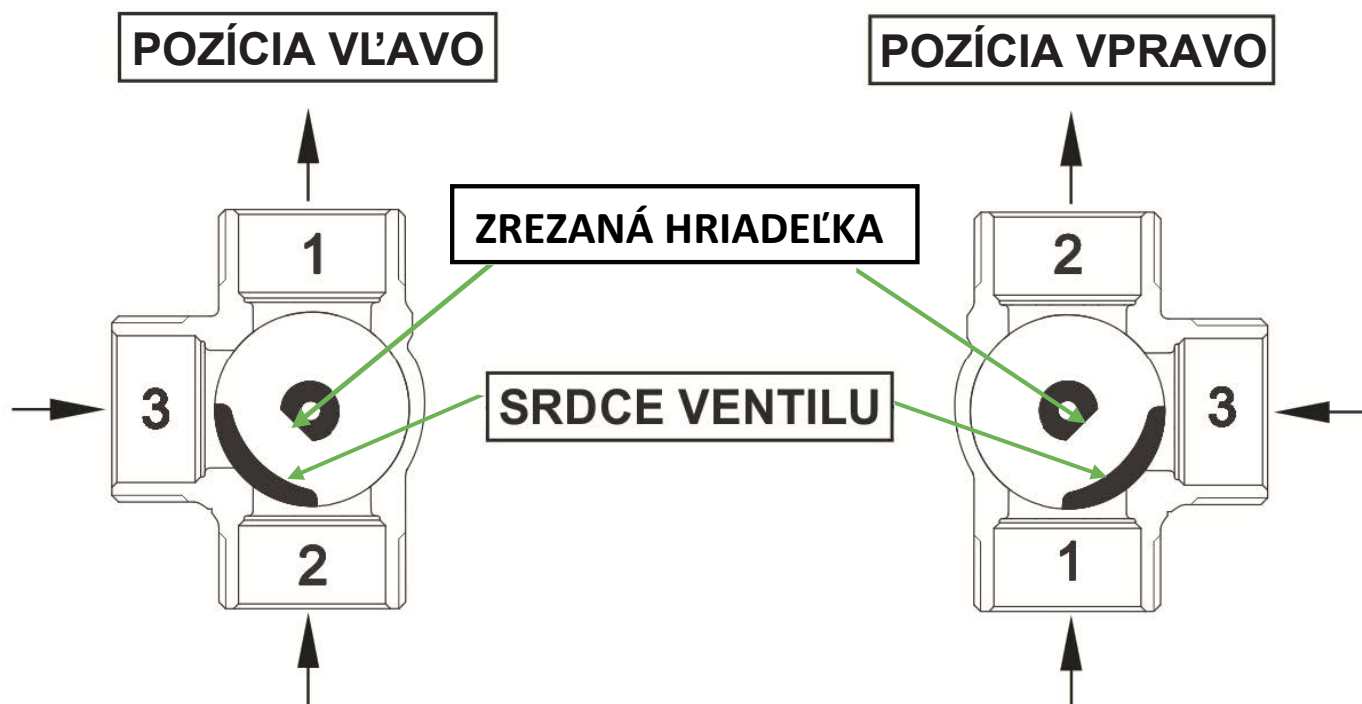 POZÍCIA VĽAVO
POZÍCIA VPRAVO
ZREZANÁ HRIADEĽKA
1
2
3
3
SRDCE VENTILU
2
1